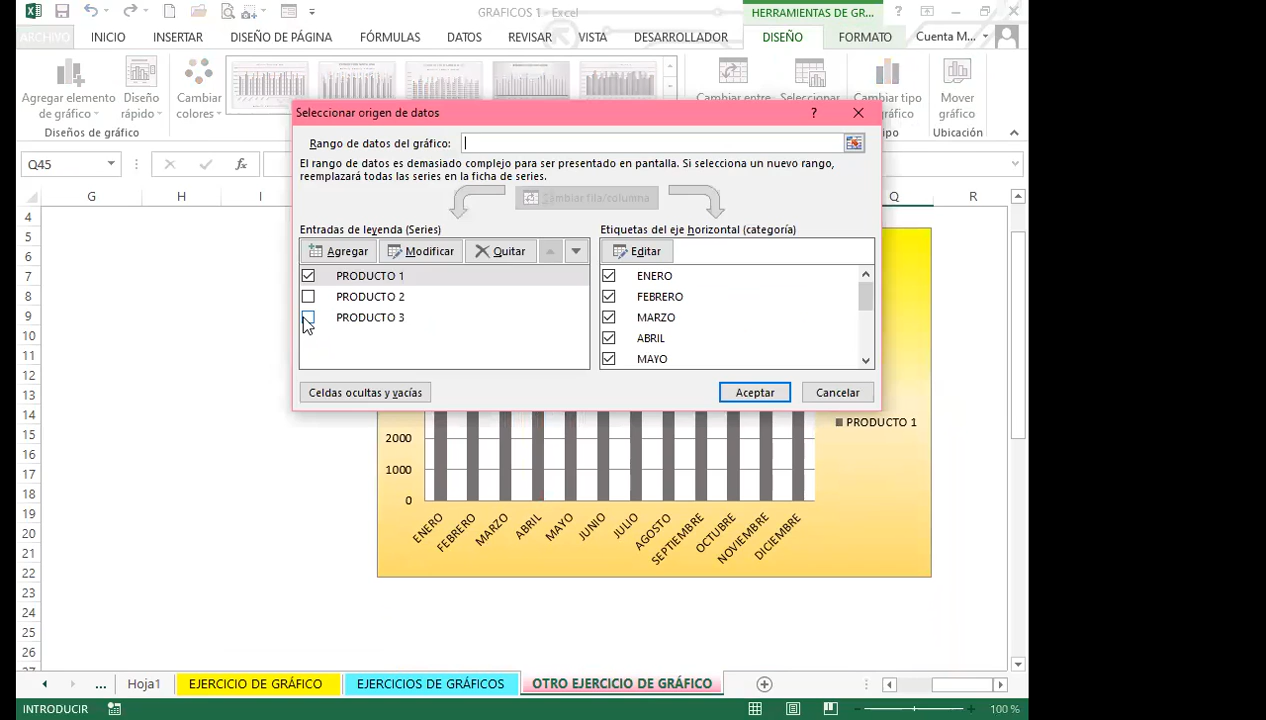 GRAFICOS 1 - Excel
HERRAMIENTAS DE GR...
?
ARCHIVO INICIO INSERTAR DISEÑO DE PÁGINA FÓRMULAS DATOS REVISAR VISTA DESARROLLADOR DISEÑO FORMATO Cuenta M...
Agregar elemento de gráfico
Diseño rápido
Cambiar colores
Cambiar entre
Seleccionar
Cambiar tipo
gráfico
Mover gráfico
Diseños de gráfico
Ubicación
Q45
fx
Seleccionar origen de datos
?
Rango de datos del gráfico:
El rango de datos es demasiado complejo para ser presentado en pantalla. Si selecciona un nuevo rango,
reemplazará todas las series en la ficha de series.
Cambiar fila/columna
Entradas de leyenda (Series)
Agregar Modificar Quitar
PRODUCTO 1
PRODUCTO 2
PRODUCTO 3
Etiquetas del eje horizontal (categoría)
Editar
ENERO
FEBRERO
MARZO
ABRIL
MAYO
Celdas ocultas y vacías
Aceptar
Cancelar
G H I Q R
4
5
6
7
8
9
10
11
12
13
14
15
16
17
18
19
20
21
22
23
24
25
26
2000
1000
0
ENERO FEBRERO MARZO ABRIL MAYO JUNIO JULIO AGOSTO SEPTIEMBRE OCTUBRE NOVIEMBRE DICIEMBRE
PRODUCTO 1
... Hoja1 EJERCICIO DE GRÁFICO EJERCICIOS DE GRÁFICOS OTRO EJERCICIO DE GRÁFICO
INTRODUCIR
100 %